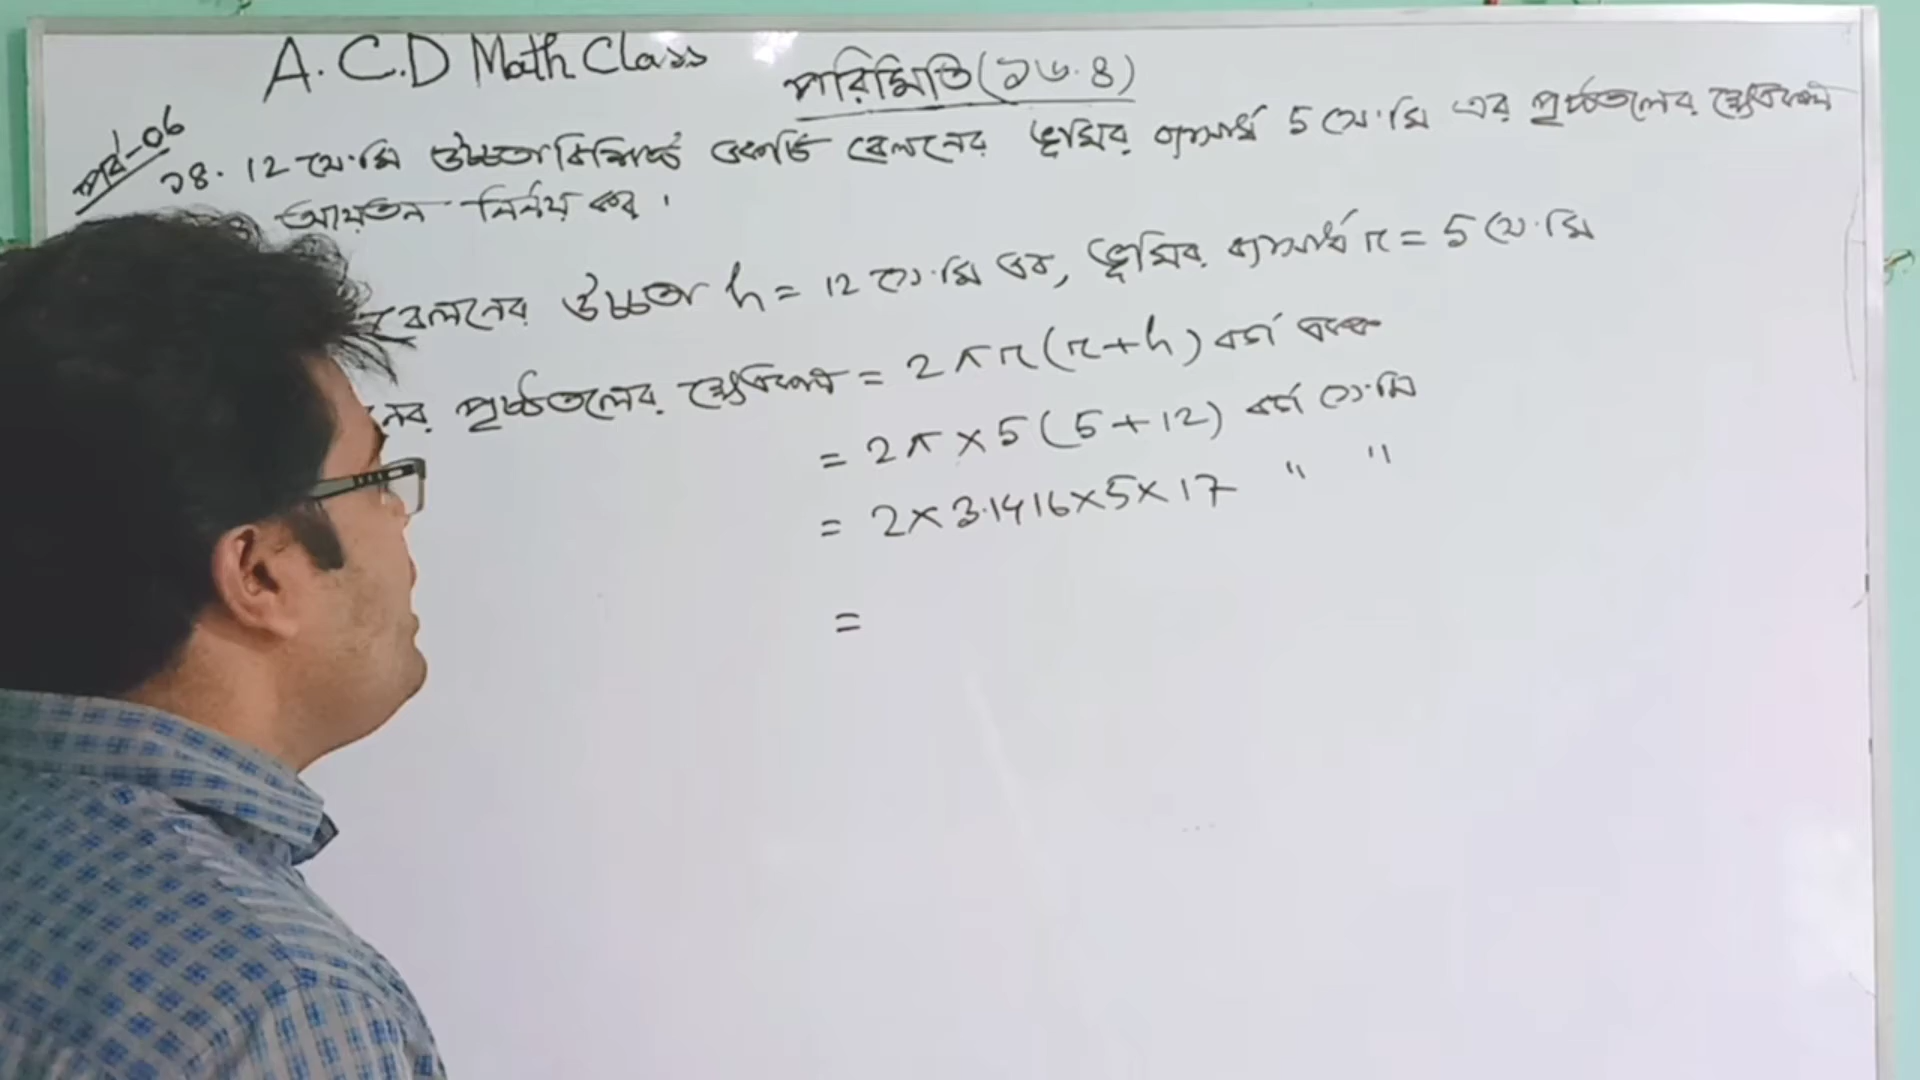 A.C.D Math Class
পরিমিতি (১৬.৪)
পর্ব-06
১৪. 12 সে.মি উচ্চতা বিশিষ্ট একটি বেলনের ভূমির ব্যাসার্ধ 5 সে.মি এর পৃষ্ঠতলের ক্ষেত্রফল
আয়তন নির্ণয় কর।
বেলনের উচ্চতা h = 12 সে.মি এবং, ভূমির ব্যাসার্ধ r = 5 সে.মি
নের পৃষ্ঠতলের ক্ষেত্রফল = 2πr(r+h) বর্গ একক
= 2π×5(5+12) বর্গ সে.মি
= 2×3.1416×5×17 " "
=